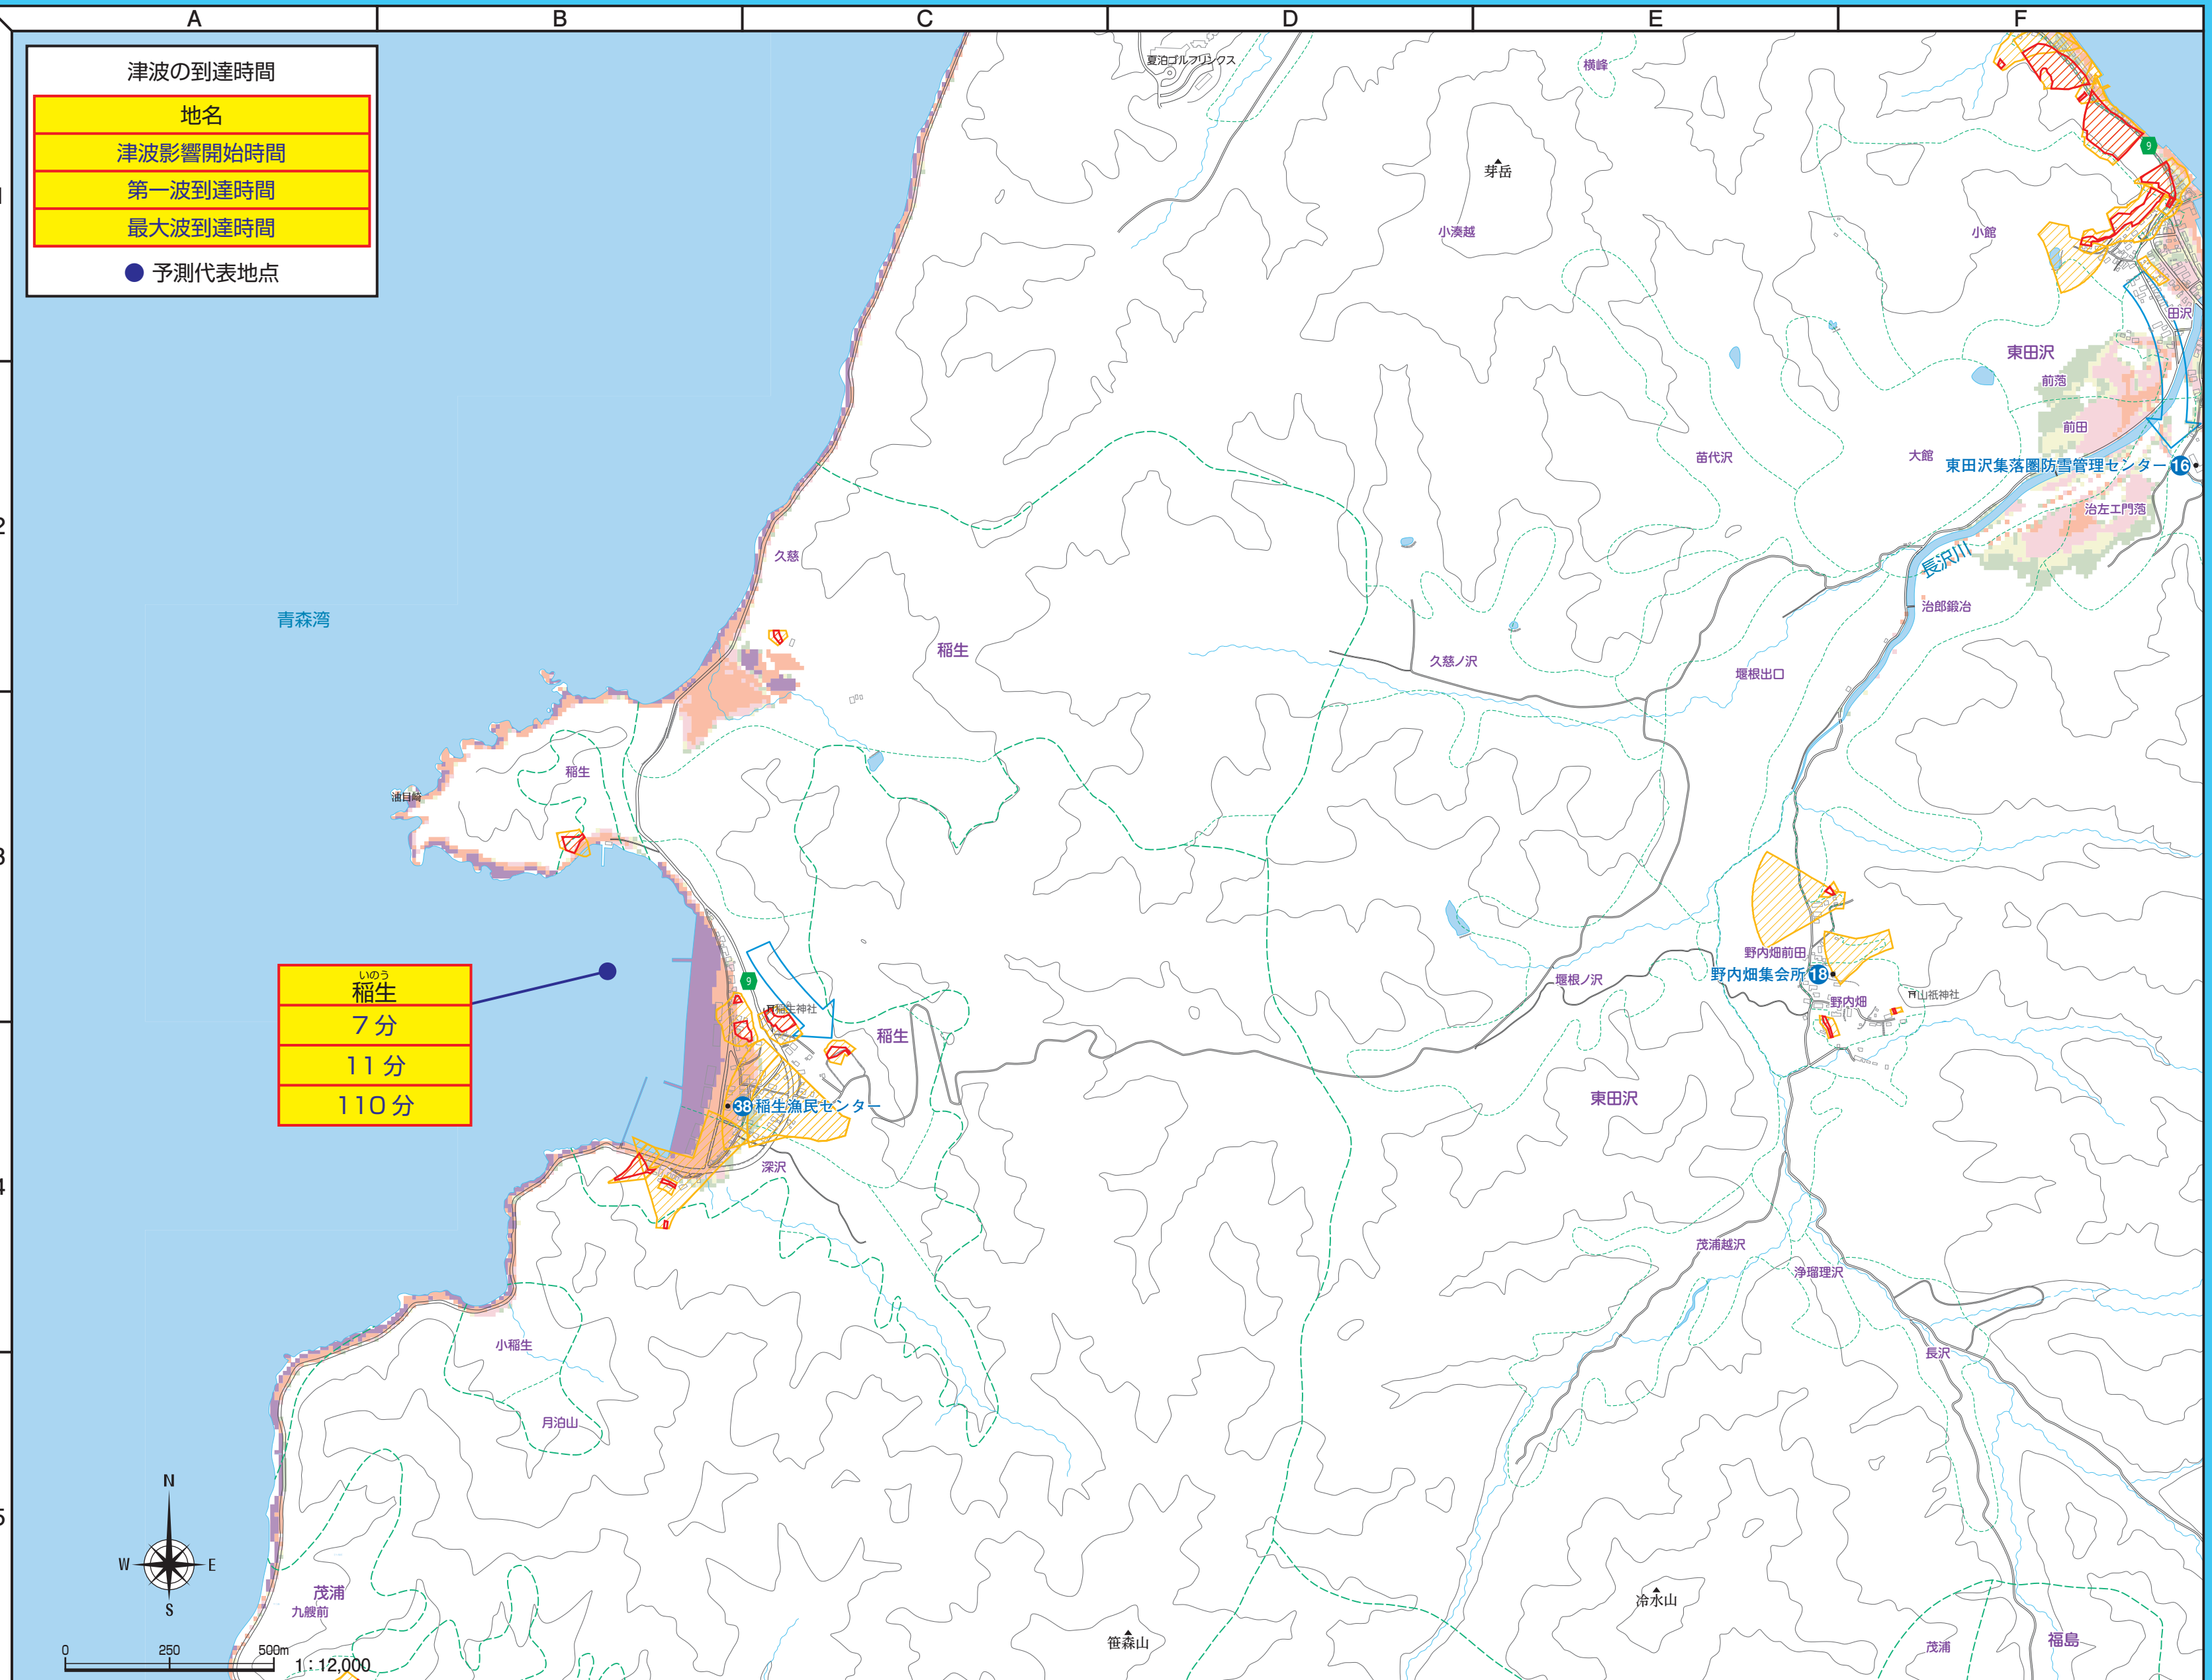 A
B
C
D
E
F
1
2
3
4
5
津波の到達時間
地名
津波影響開始時間
第一波到達時間
最大波到達時間
予測代表地点
夏泊ゴルフリンクス
横峰
9
芽岳
小湊越
小館
田沢
東田沢
前萢
前田
苗代沢
大館
東田沢集落圏防雪管理センター 16
治左エ門萢
久慈
長沢川
治郎鍛冶
青森湾
稲生
久慈ノ沢
堰根出口
稲生
油目崎
野内畑前田
野内畑集会所 18
堰根ノ沢
山祇神社
野内畑
いのう
稲生
7分
11分
110分
9
稲生神社
稲生
38 稲生漁民センター
東田沢
深沢
茂浦越沢
浄瑠理沢
小稲生
長沢
月泊山
N
W E
S
茂浦
九艘前
冷水山
笹森山
茂浦
福島
0 250 500m
1：12,000